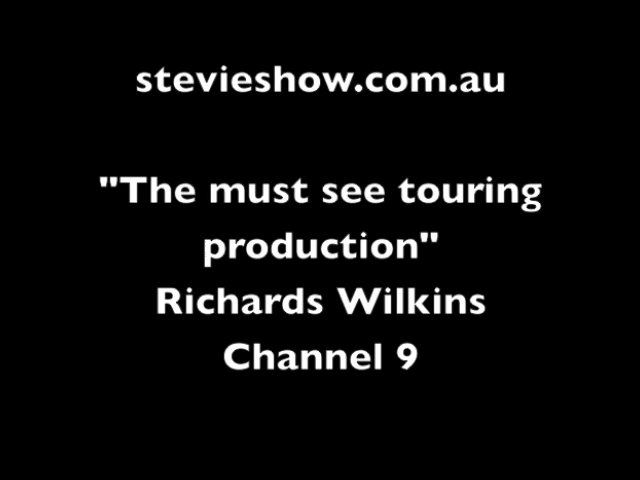 stevieshow.com.au
"The must see touring
production"
Richards Wilkins
Channel 9